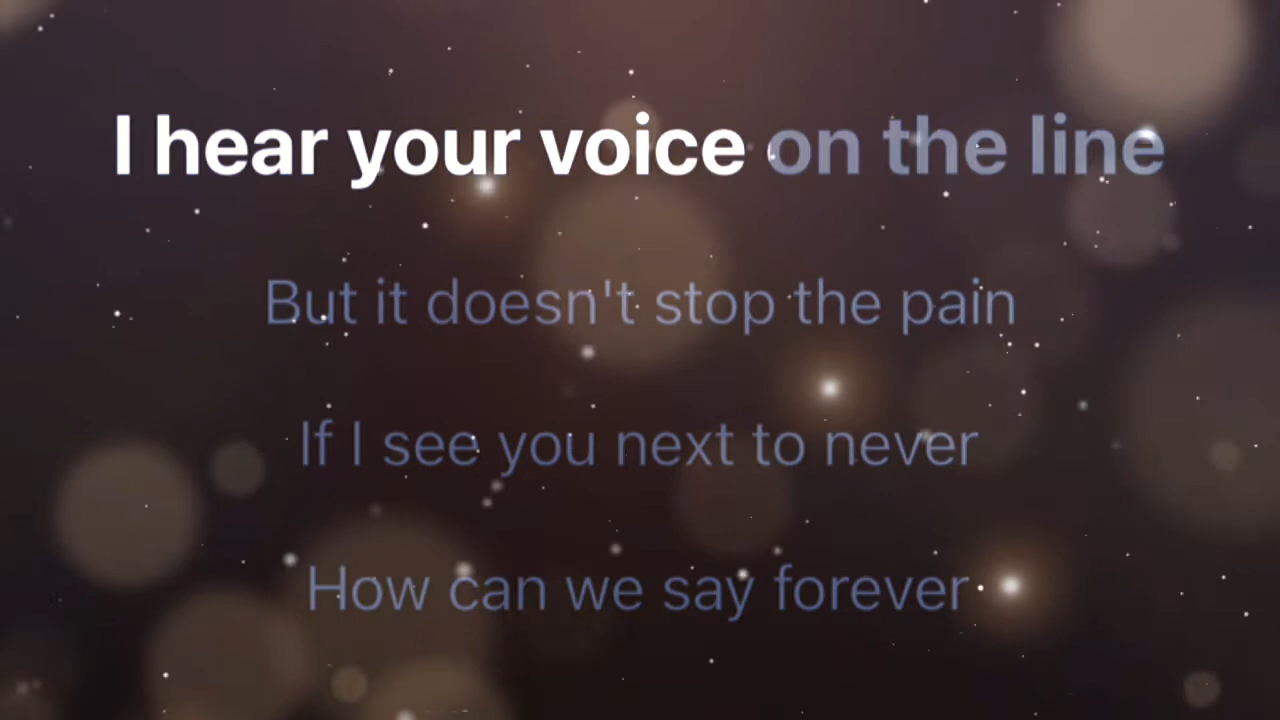 I hear your voice on the line
But it doesn't stop the pain
If I see you next to never
How can we say forever